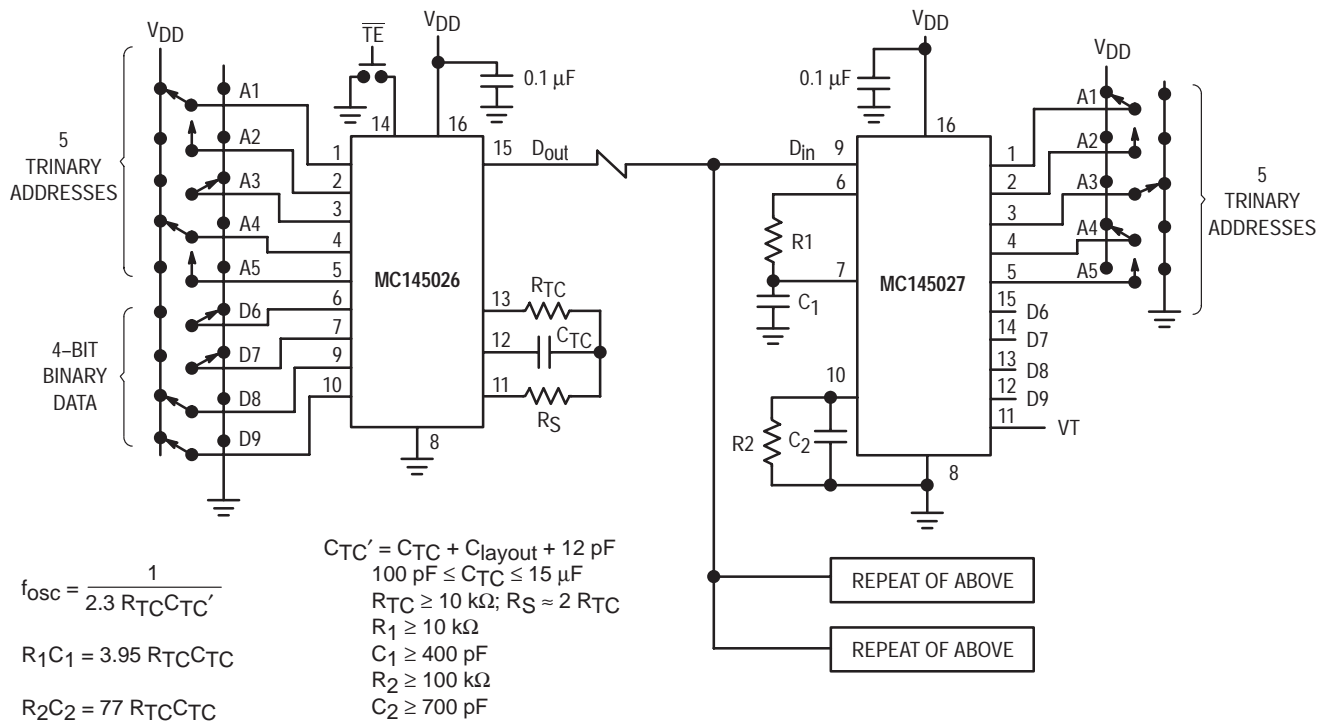 VDD
TE
VDD
0.1 µF
5
TRINARY
ADDRESSES
A1
A2
A3
A4
A5
4–BIT
BINARY
DATA
D6
D7
D8
D9
1
2
3
4
5
6
7
9
10
14
16
15
Dout
MC145026
13
RTC
12
CTC
11
RS
8
VDD
0.1 µF
16
Din
9
6
R1
7
C1
10
R2
C2
MC145027
8
1
2
3
4
5
15
D6
14
D7
13
D8
12
D9
11
VT
VDD
A1
A2
A3
A4
A5
5
TRINARY
ADDRESSES
REPEAT OF ABOVE
REPEAT OF ABOVE
fosc = 1 / 2.3 RTCCTC′
R1C1 = 3.95 RTCCTC
R2C2 = 77 RTCCTC
CTC′ = CTC + Clayout + 12 pF
100 pF ≤ CTC ≤ 15 µF
RTC ≥ 10 kΩ; RS ≈ 2 RTC
R1 ≥ 10 kΩ
C1 ≥ 400 pF
R2 ≥ 100 kΩ
C2 ≥ 700 pF